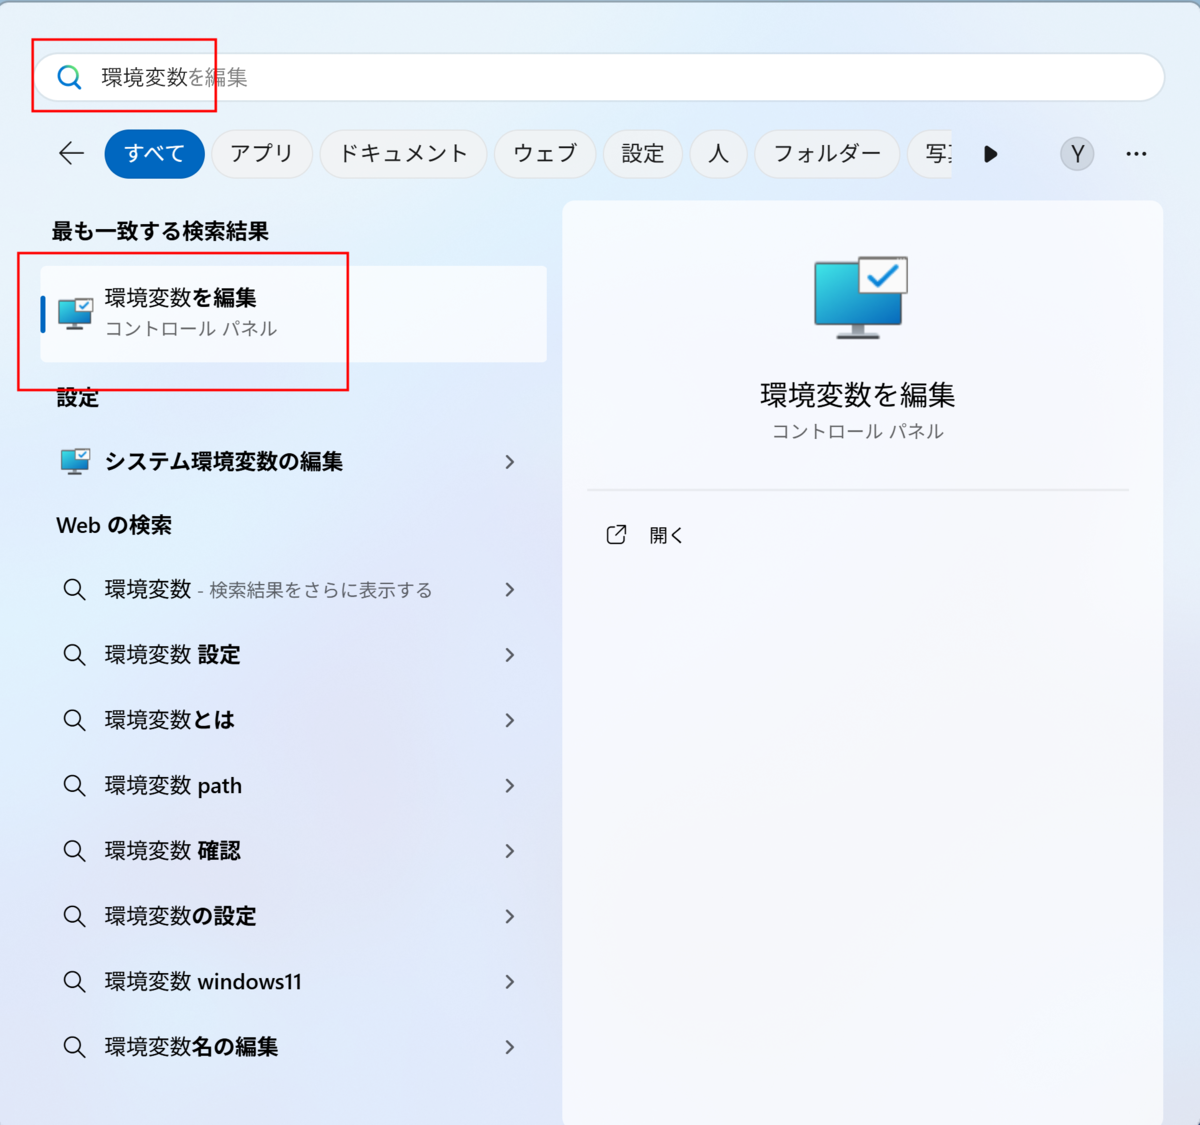 環境変数を編集
すべて
アプリ
ドキュメント
ウェブ
設定
人
フォルダー
Y
最も一致する検索結果
環境変数を編集
コントロール パネル
設定
システム環境変数の編集
Web の検索
環境変数 - 検索結果をさらに表示する
環境変数 設定
環境変数とは
環境変数 path
環境変数 確認
環境変数の設定
環境変数 windows11
環境変数名の編集
環境変数を編集
コントロール パネル
開く